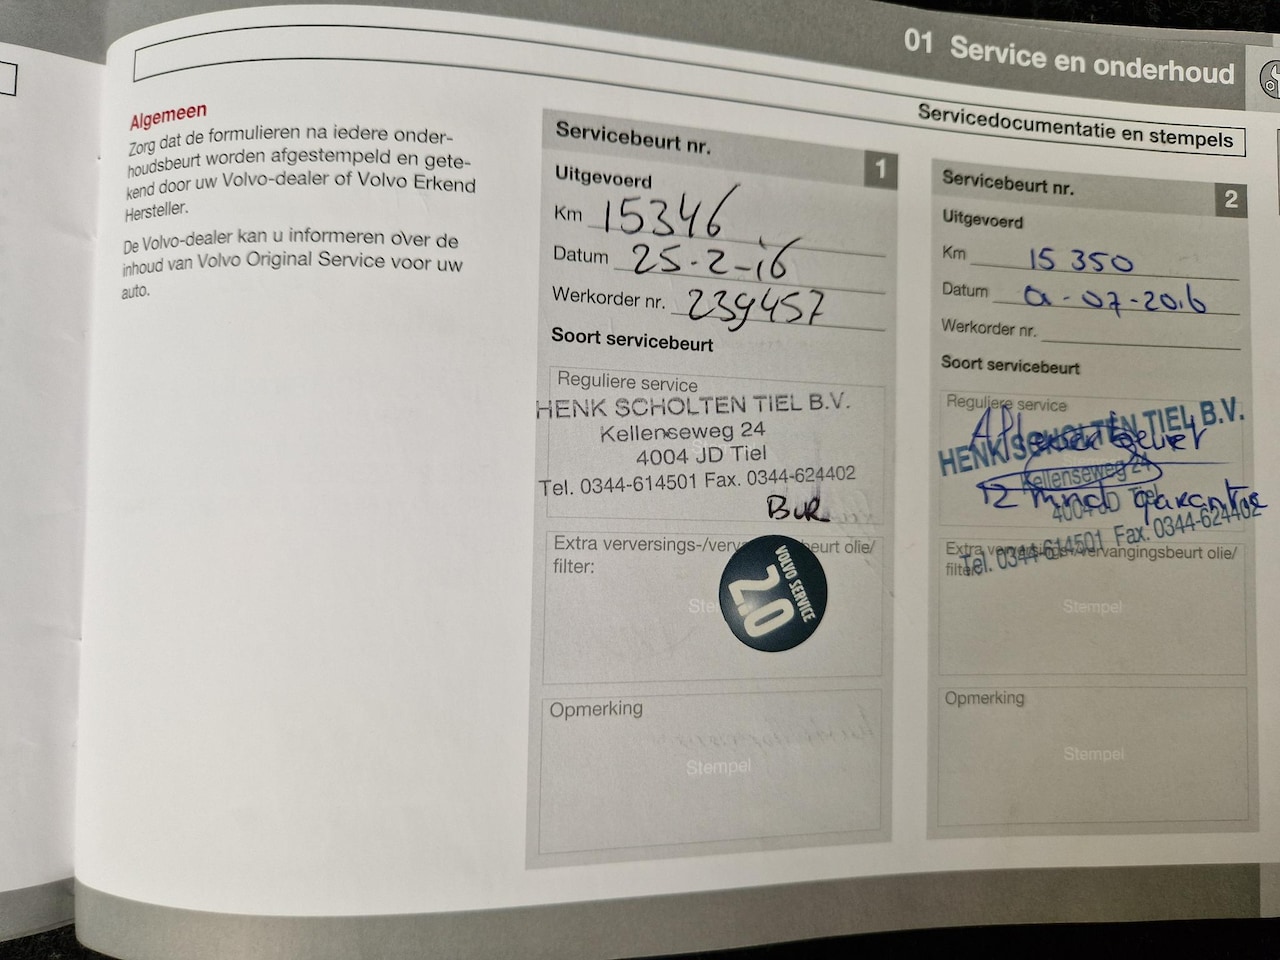 01 Service en onderhoud
Servicedocumentatie en stempels
Algemeen
Zorg dat de formulieren na iedere onder-
houdsbeurt worden afgestempeld en gete-
kend door uw Volvo-dealer of Volvo Erkend
Hersteller.
De Volvo-dealer kan u informeren over de
inhoud van Volvo Original Service voor uw
auto.
Servicebeurt nr. 1
Uitgevoerd
Km 15346
Datum 25-2-16
Werkorder nr. 239457
Soort servicebeurt
Reguliere service
HENK SCHOLTEN TIEL B.V.
Kellenseweg 24
4004 JD Tiel
Tel. 0344-614501 Fax. 0344-624402
Extra verversings-/verv beurt olie/
filter:
VOLVO SERVICE
2.0
Opmerking
Stempel
Servicebeurt nr. 2
Uitgevoerd
Km 15 350
Datum 01-07-2016
Werkorder nr.
Soort servicebeurt
Reguliere service
HENK SCHOLTEN TIEL B.V.
Kellenseweg 24
4004 JD Tiel
12 mnd garantie
Tel. 0344-614501 Fax. 0344-624402
Extra verversings-/vervangingsbeurt olie/
filter:
Stempel
Opmerking
Stempel